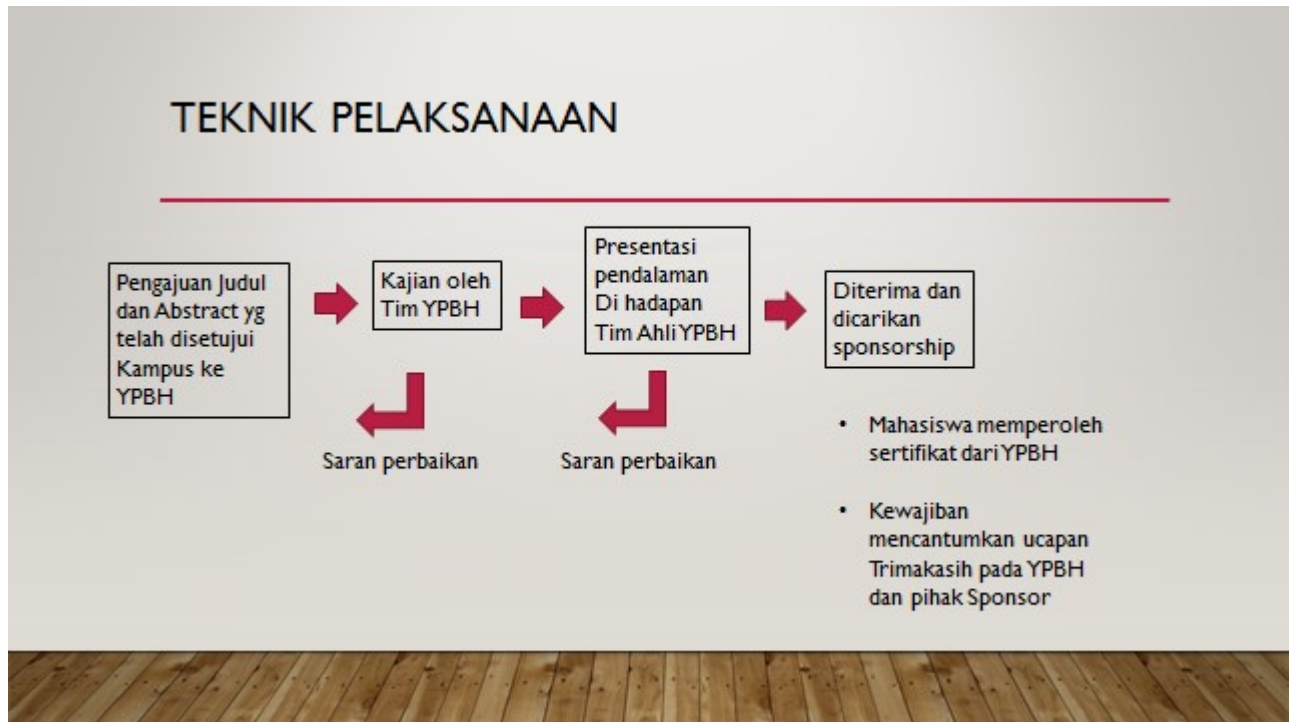 TEKNIK PELAKSANAAN
Pengajuan Judul
dan Abstract yg
telah disetujui
Kampus ke
YPBH
Kajian oleh
Tim YPBH
Presentasi
pendalaman
Di hadapan
Tim Ahli YPBH
Diterima dan
dicarikan
sponsorship
Saran perbaikan
Saran perbaikan
• Mahasiswa memperoleh
sertifikat dari YPBH
• Kewajiban
mencantumkan ucapan
Trimakasih pada YPBH
dan pihak Sponsor